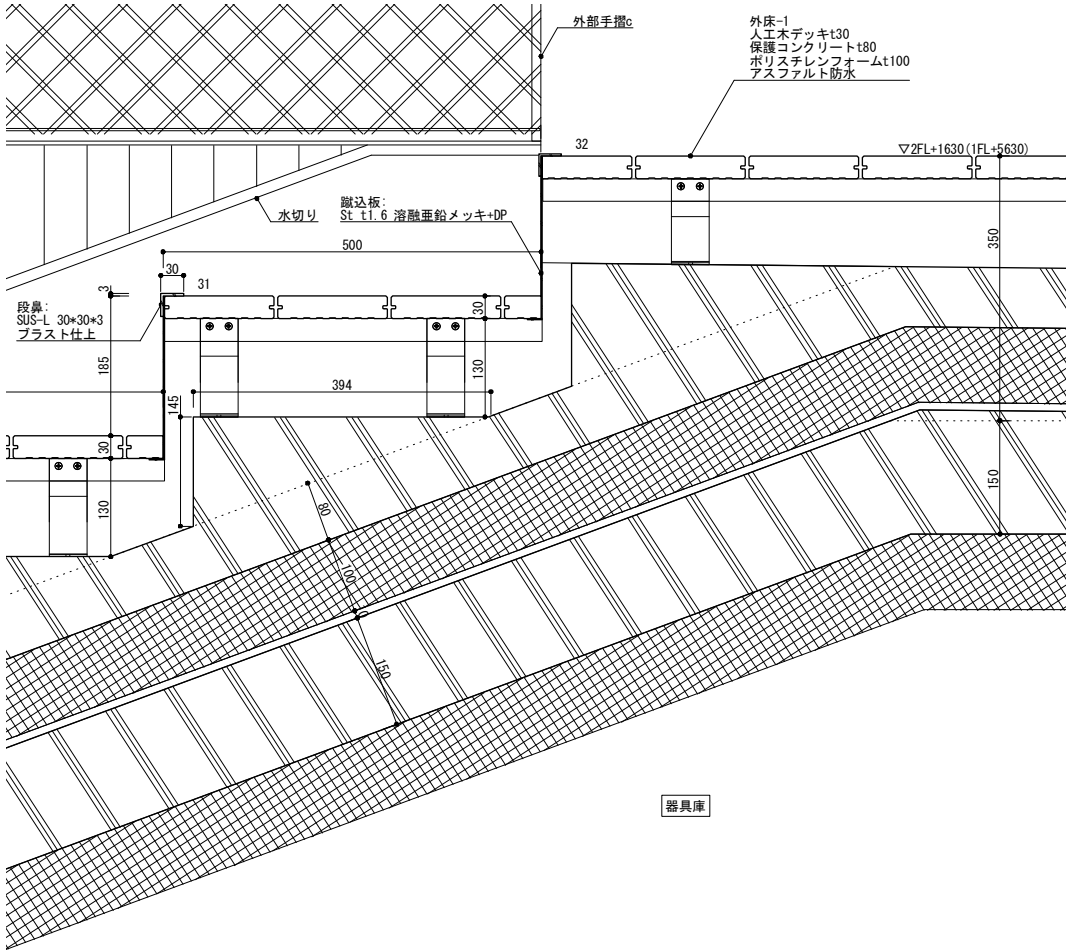 外部手摺c
外床-1
人工木デッキt30
保護コンクリートt80
ポリスチレンフォームt100
アスファルト防水
32
▽2FL+1630(1FL+5630)
蹴込板:
St t1.6 溶融亜鉛メッキ+DP
水切り
500
350
30
31
3
段鼻:
SUS-L 30*30*3
ブラスト仕上
30
185
130
394
145
30
130
80
150
100
150
器具庫